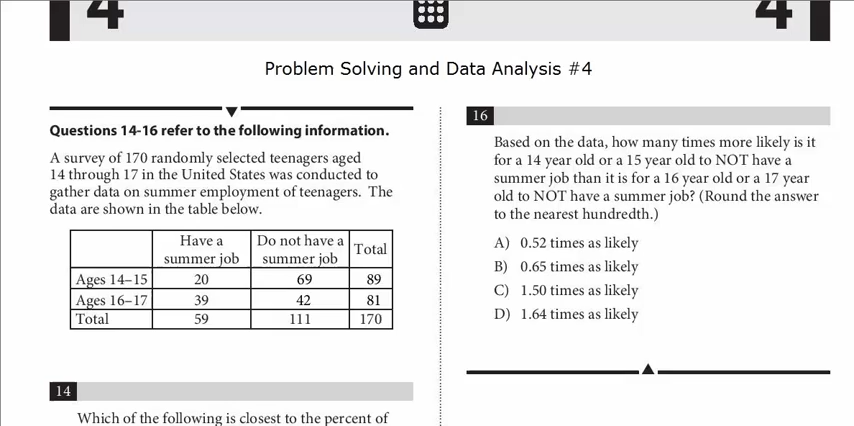 4 4
Problem Solving and Data Analysis #4
Questions 14-16 refer to the following information.
A survey of 170 randomly selected teenagers aged
14 through 17 in the United States was conducted to
gather data on summer employment of teenagers. The
data are shown in the table below.
Have a summer job Do not have a summer job Total
Ages 14–15 20 69 89
Ages 16–17 39 42 81
Total 59 111 170
14
Which of the following is closest to the percent of
16
Based on the data, how many times more likely is it
for a 14 year old or a 15 year old to NOT have a
summer job than it is for a 16 year old or a 17 year
old to NOT have a summer job? (Round the answer
to the nearest hundredth.)
A) 0.52 times as likely
B) 0.65 times as likely
C) 1.50 times as likely
D) 1.64 times as likely